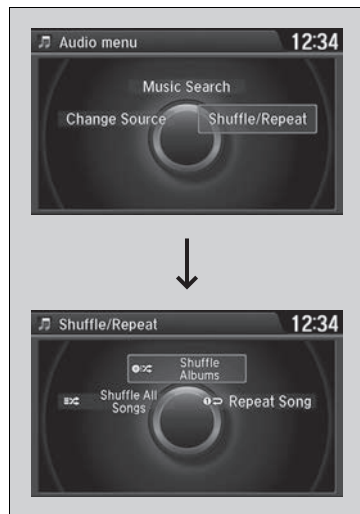 Audio menu 12:34
Music Search
Change Source Shuffle/Repeat
Shuffle/Repeat 12:34
Shuffle
Albums
Shuffle All
Songs
Repeat Song